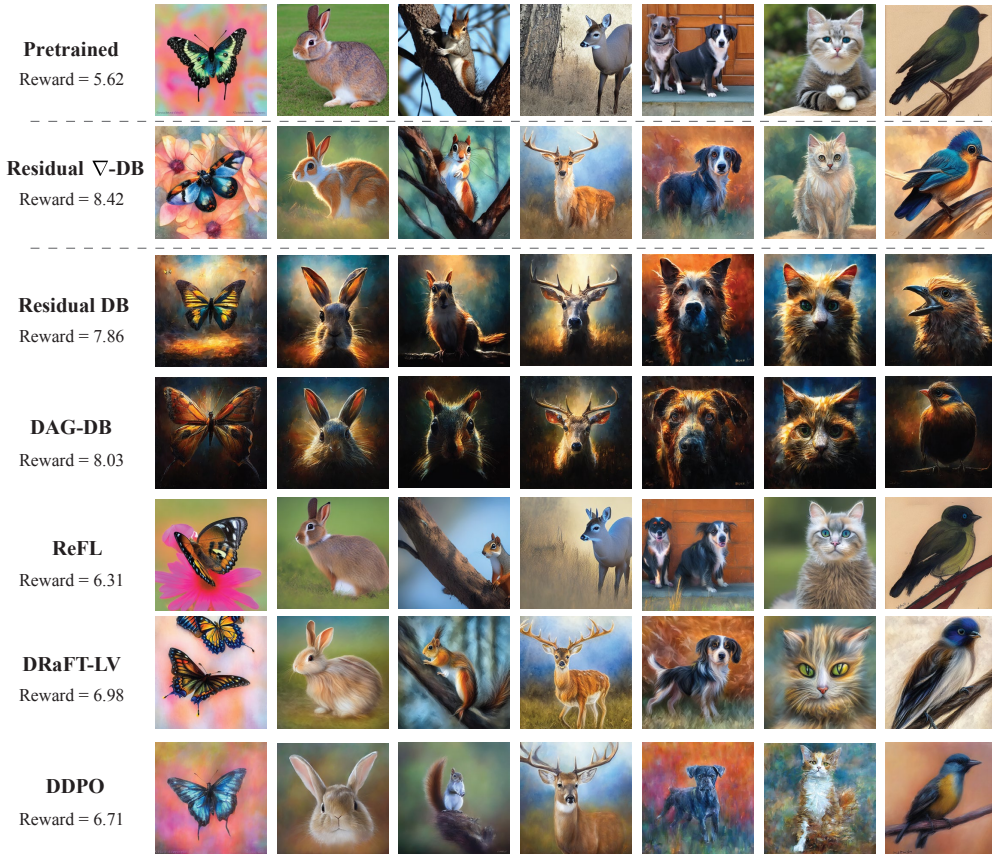 Pretrained
Reward = 5.62
Residual ∇-DB
Reward = 8.42
Residual DB
Reward = 7.86
DAG-DB
Reward = 8.03
ReFL
Reward = 6.31
DRaFT-LV
Reward = 6.98
DDPO
Reward = 6.71